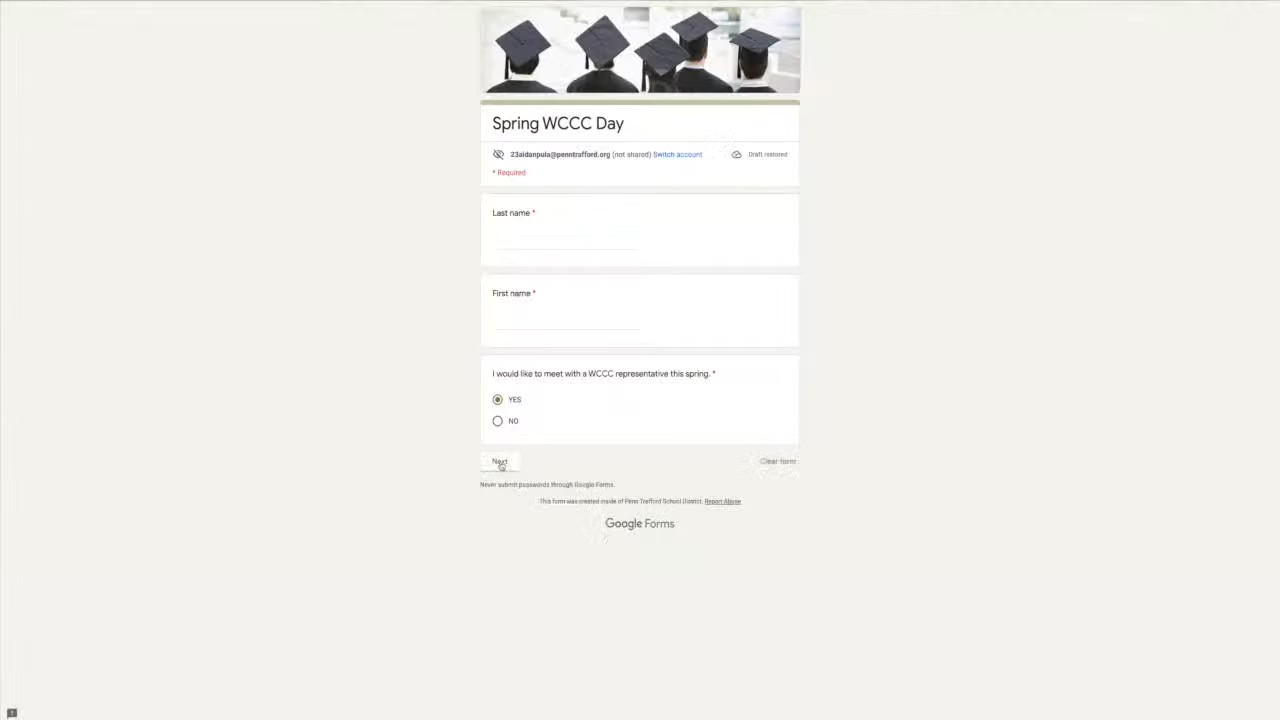 Spring WCCC Day
23aidanpula@penntrafford.org (not shared) Switch account
Draft restored
* Required
Last name *
First name *
I would like to meet with a WCCC representative this spring. *
YES
NO
Next
Clear form
Never submit passwords through Google Forms.
This form was created inside of Penn Trafford School District. Report Abuse
Google Forms